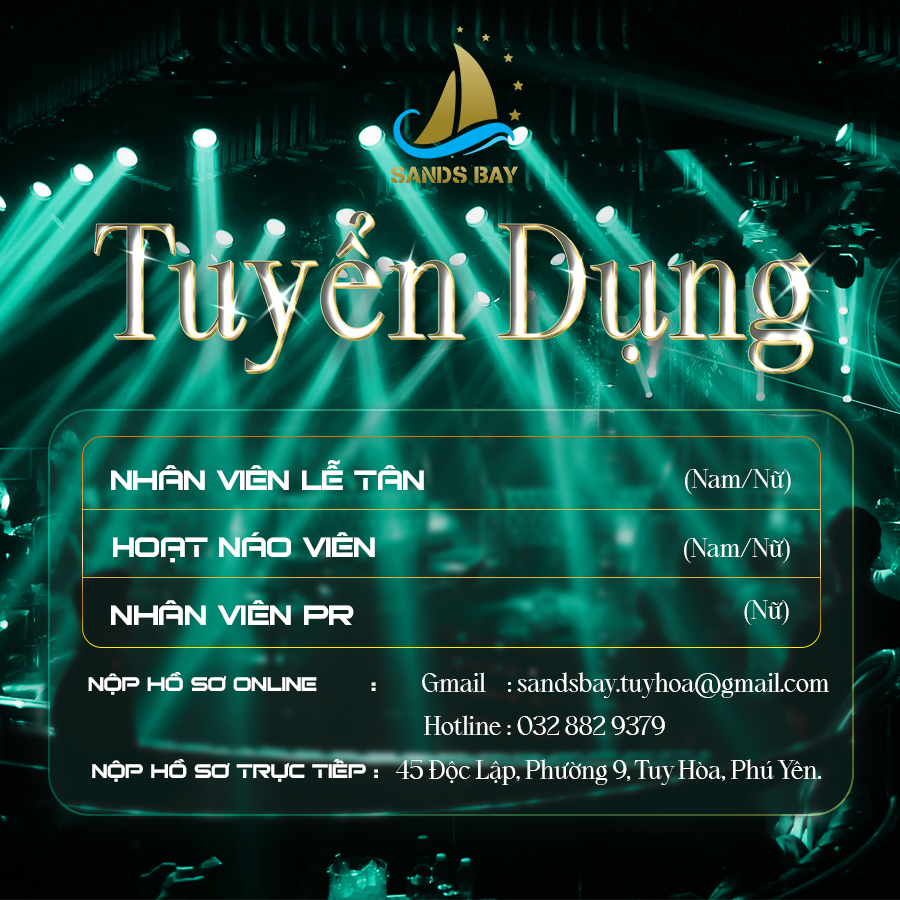 SANDS BAY
Tuyển Dụng
NHÂN VIÊN LỄ TÂN (Nam/Nữ)
HOẠT NÁO VIÊN (Nam/Nữ)
NHÂN VIÊN PR (Nữ)
NỘP HỒ SƠ ONLINE : Gmail : sandsbay.tuyhoa@gmail.com
Hotline : 032 882 9379
NỘP HỒ SƠ TRỰC TIẾP : 45 Độc Lập, Phường 9, Tuy Hòa, Phú Yên.